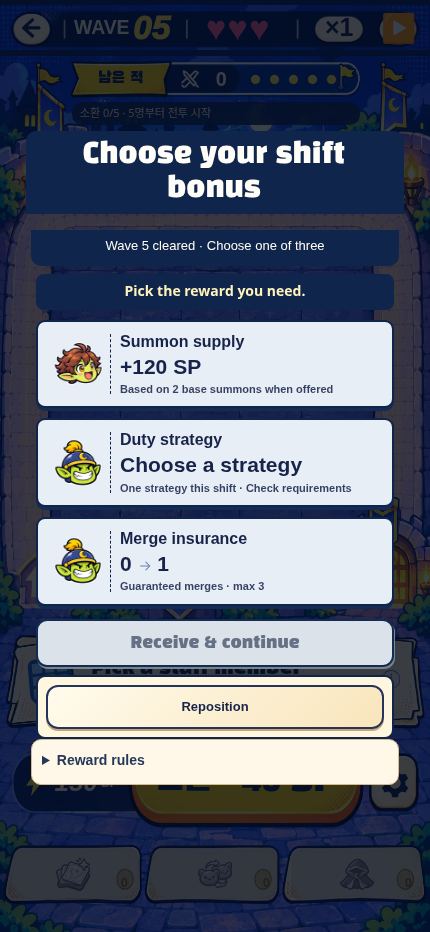 WAVE 05
×1
남은 적
0
소환 0/5 · 5명부터 전투 시작
Choose your shift
bonus
Wave 5 cleared · Choose one of three
Pick the reward you need.
Summon supply
+120 SP
Based on 2 base summons when offered
Duty strategy
Choose a strategy
One strategy this shift · Check requirements
Merge insurance
0 → 1
Guaranteed merges · max 3
Receive & continue
Reposition
▶ Reward rules
0
0
0